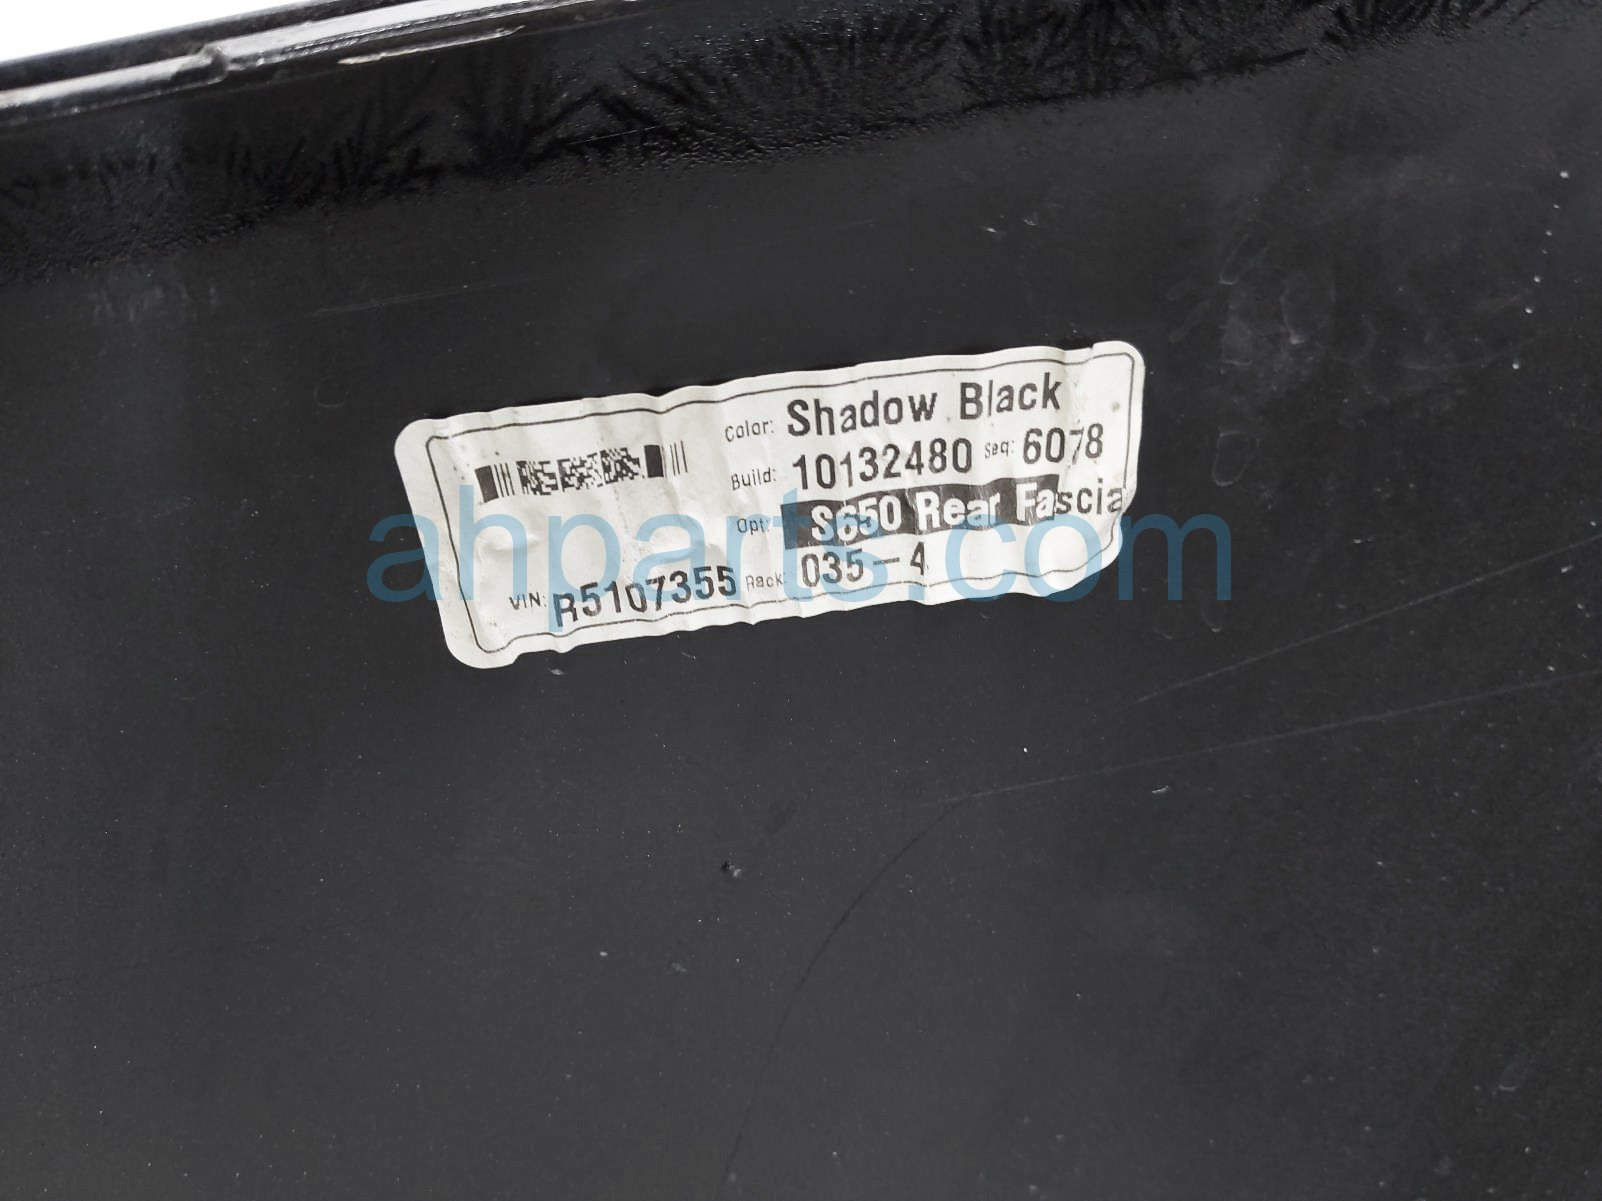 Color: Shadow Black
Build: 10132480 Seq: 6078
Opt: S650 Rear Fascia
VIN: R5107355 Rack: 035-4
ahparts.com